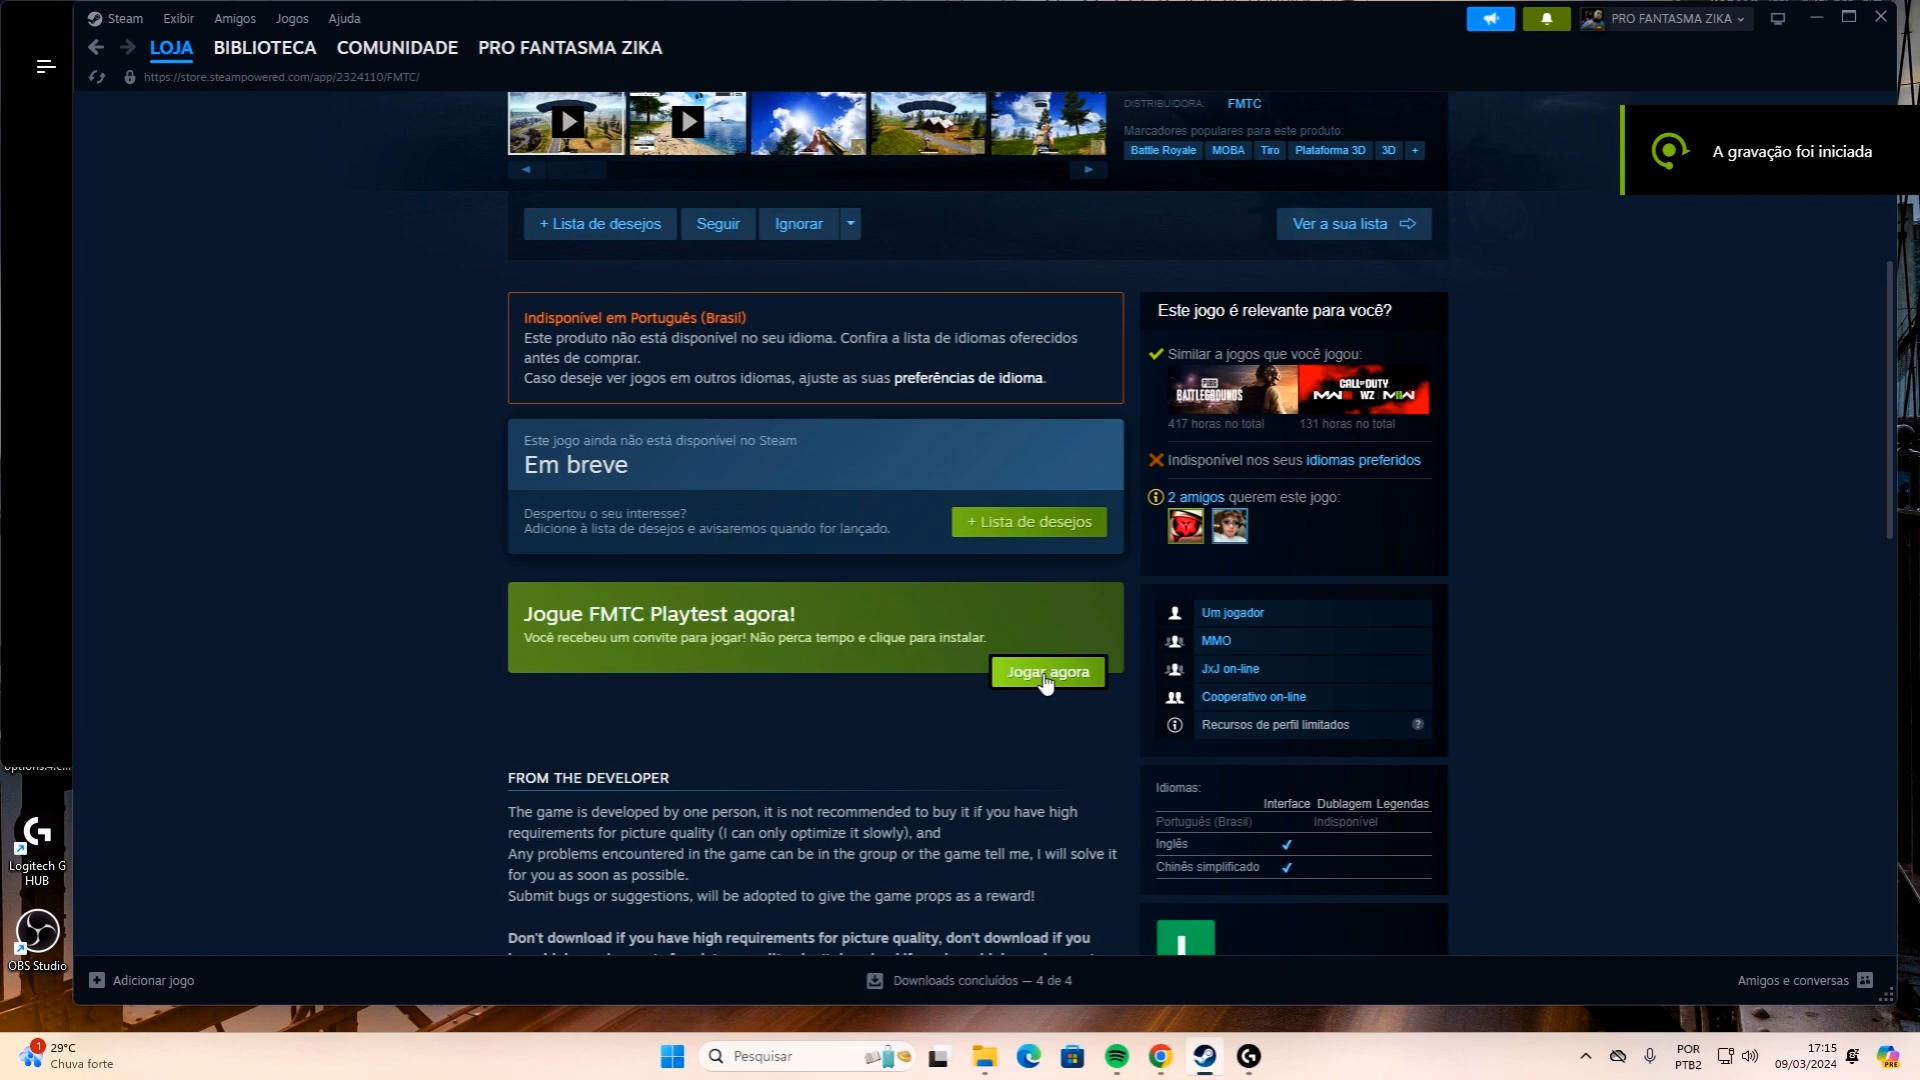 Steam Exibir Amigos Jogos Ajuda
PRO FANTASMA ZIKA
LOJA BIBLIOTECA COMUNIDADE PRO FANTASMA ZIKA
https://store.steampowered.com/app/2324110/FMTC/
DISTRIBUIDORA: FMTC
Marcadores populares para este produto:
Battle Royale MOBA Tiro Plataforma 3D 3D +
A gravação foi iniciada
+ Lista de desejos Seguir Ignorar
Ver a sua lista
Indisponível em Português (Brasil)
Este produto não está disponível no seu idioma. Confira a lista de idiomas oferecidos
antes de comprar.
Caso deseje ver jogos em outros idiomas, ajuste as suas preferências de idioma.
Este jogo ainda não está disponível no Steam
Em breve
Despertou o seu interesse?
Adicione à lista de desejos e avisaremos quando for lançado.
+ Lista de desejos
Jogue FMTC Playtest agora!
Você recebeu um convite para jogar! Não perca tempo e clique para instalar.
Jogar agora
FROM THE DEVELOPER
The game is developed by one person, it is not recommended to buy it if you have high
requirements for picture quality (I can only optimize it slowly), and
Any problems encountered in the game can be in the group or the game tell me, I will solve it
for you as soon as possible.
Submit bugs or suggestions, will be adopted to give the game props as a reward!
Don't download if you have high requirements for picture quality, don't download if you
Este jogo é relevante para você?
Similar a jogos que você jogou:
PUBG
BATTLEGROUNDS
CALL OF DUTY
MWIII WZ MWII
417 horas no total 131 horas no total
Indisponível nos seus idiomas preferidos
2 amigos querem este jogo:
Um jogador
MMO
JxJ on-line
Cooperativo on-line
Recursos de perfil limitados ?
Idiomas:
Interface Dublagem Legendas
Português (Brasil) Indisponível
Inglês ✔
Chinês simplificado ✔
L
Logitech G
HUB
OBS Studio
Adicionar jogo
Downloads concluídos — 4 de 4
Amigos e conversas
1
29°C
Chuva forte
Pesquisar
POR
PTB2
17:15
09/03/2024
PRE